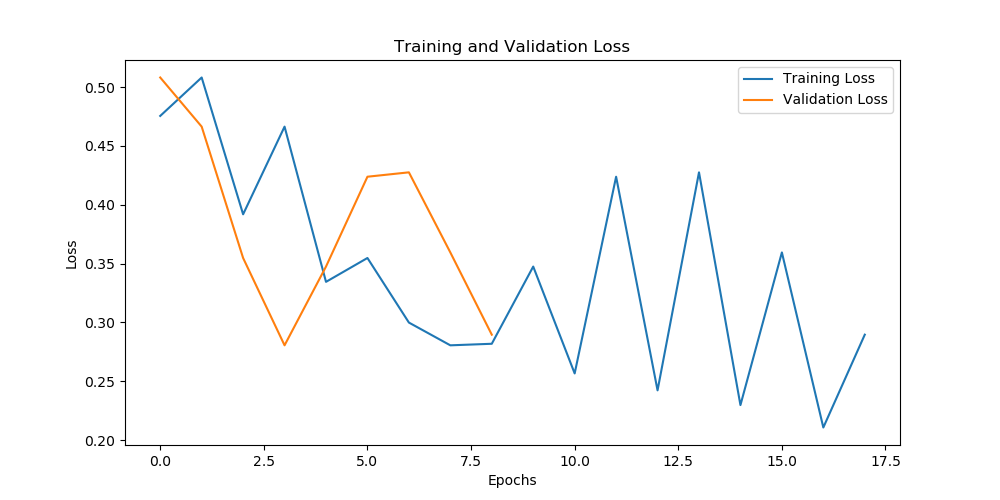 Training and Validation Loss
Training Loss
Validation Loss
0.50
0.45
0.40
0.35
0.30
0.25
0.20
Loss
0.0 2.5 5.0 7.5 10.0 12.5 15.0 17.5
Epochs